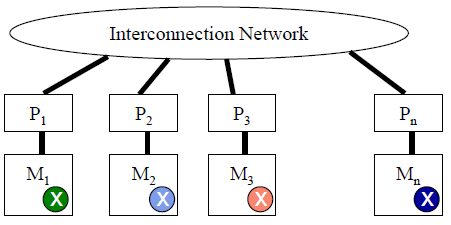 Interconnection Network
P1 P2 P3 Pn
M1 M2 M3 Mn
X X X X